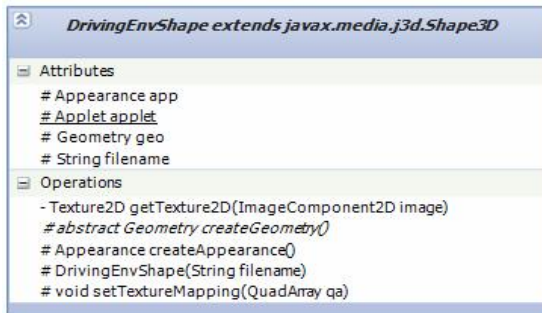 DrivingEnvShape extends javax.media.j3d.Shape3D
Attributes
# Appearance app
# Applet applet
# Geometry geo
# String filename
Operations
- Texture2D getTexture2D(ImageComponent2D image)
# abstract Geometry createGeometry()
# Appearance createAppearance()
# DrivingEnvShape(String filename)
# void setTextureMapping(QuadArray qa)